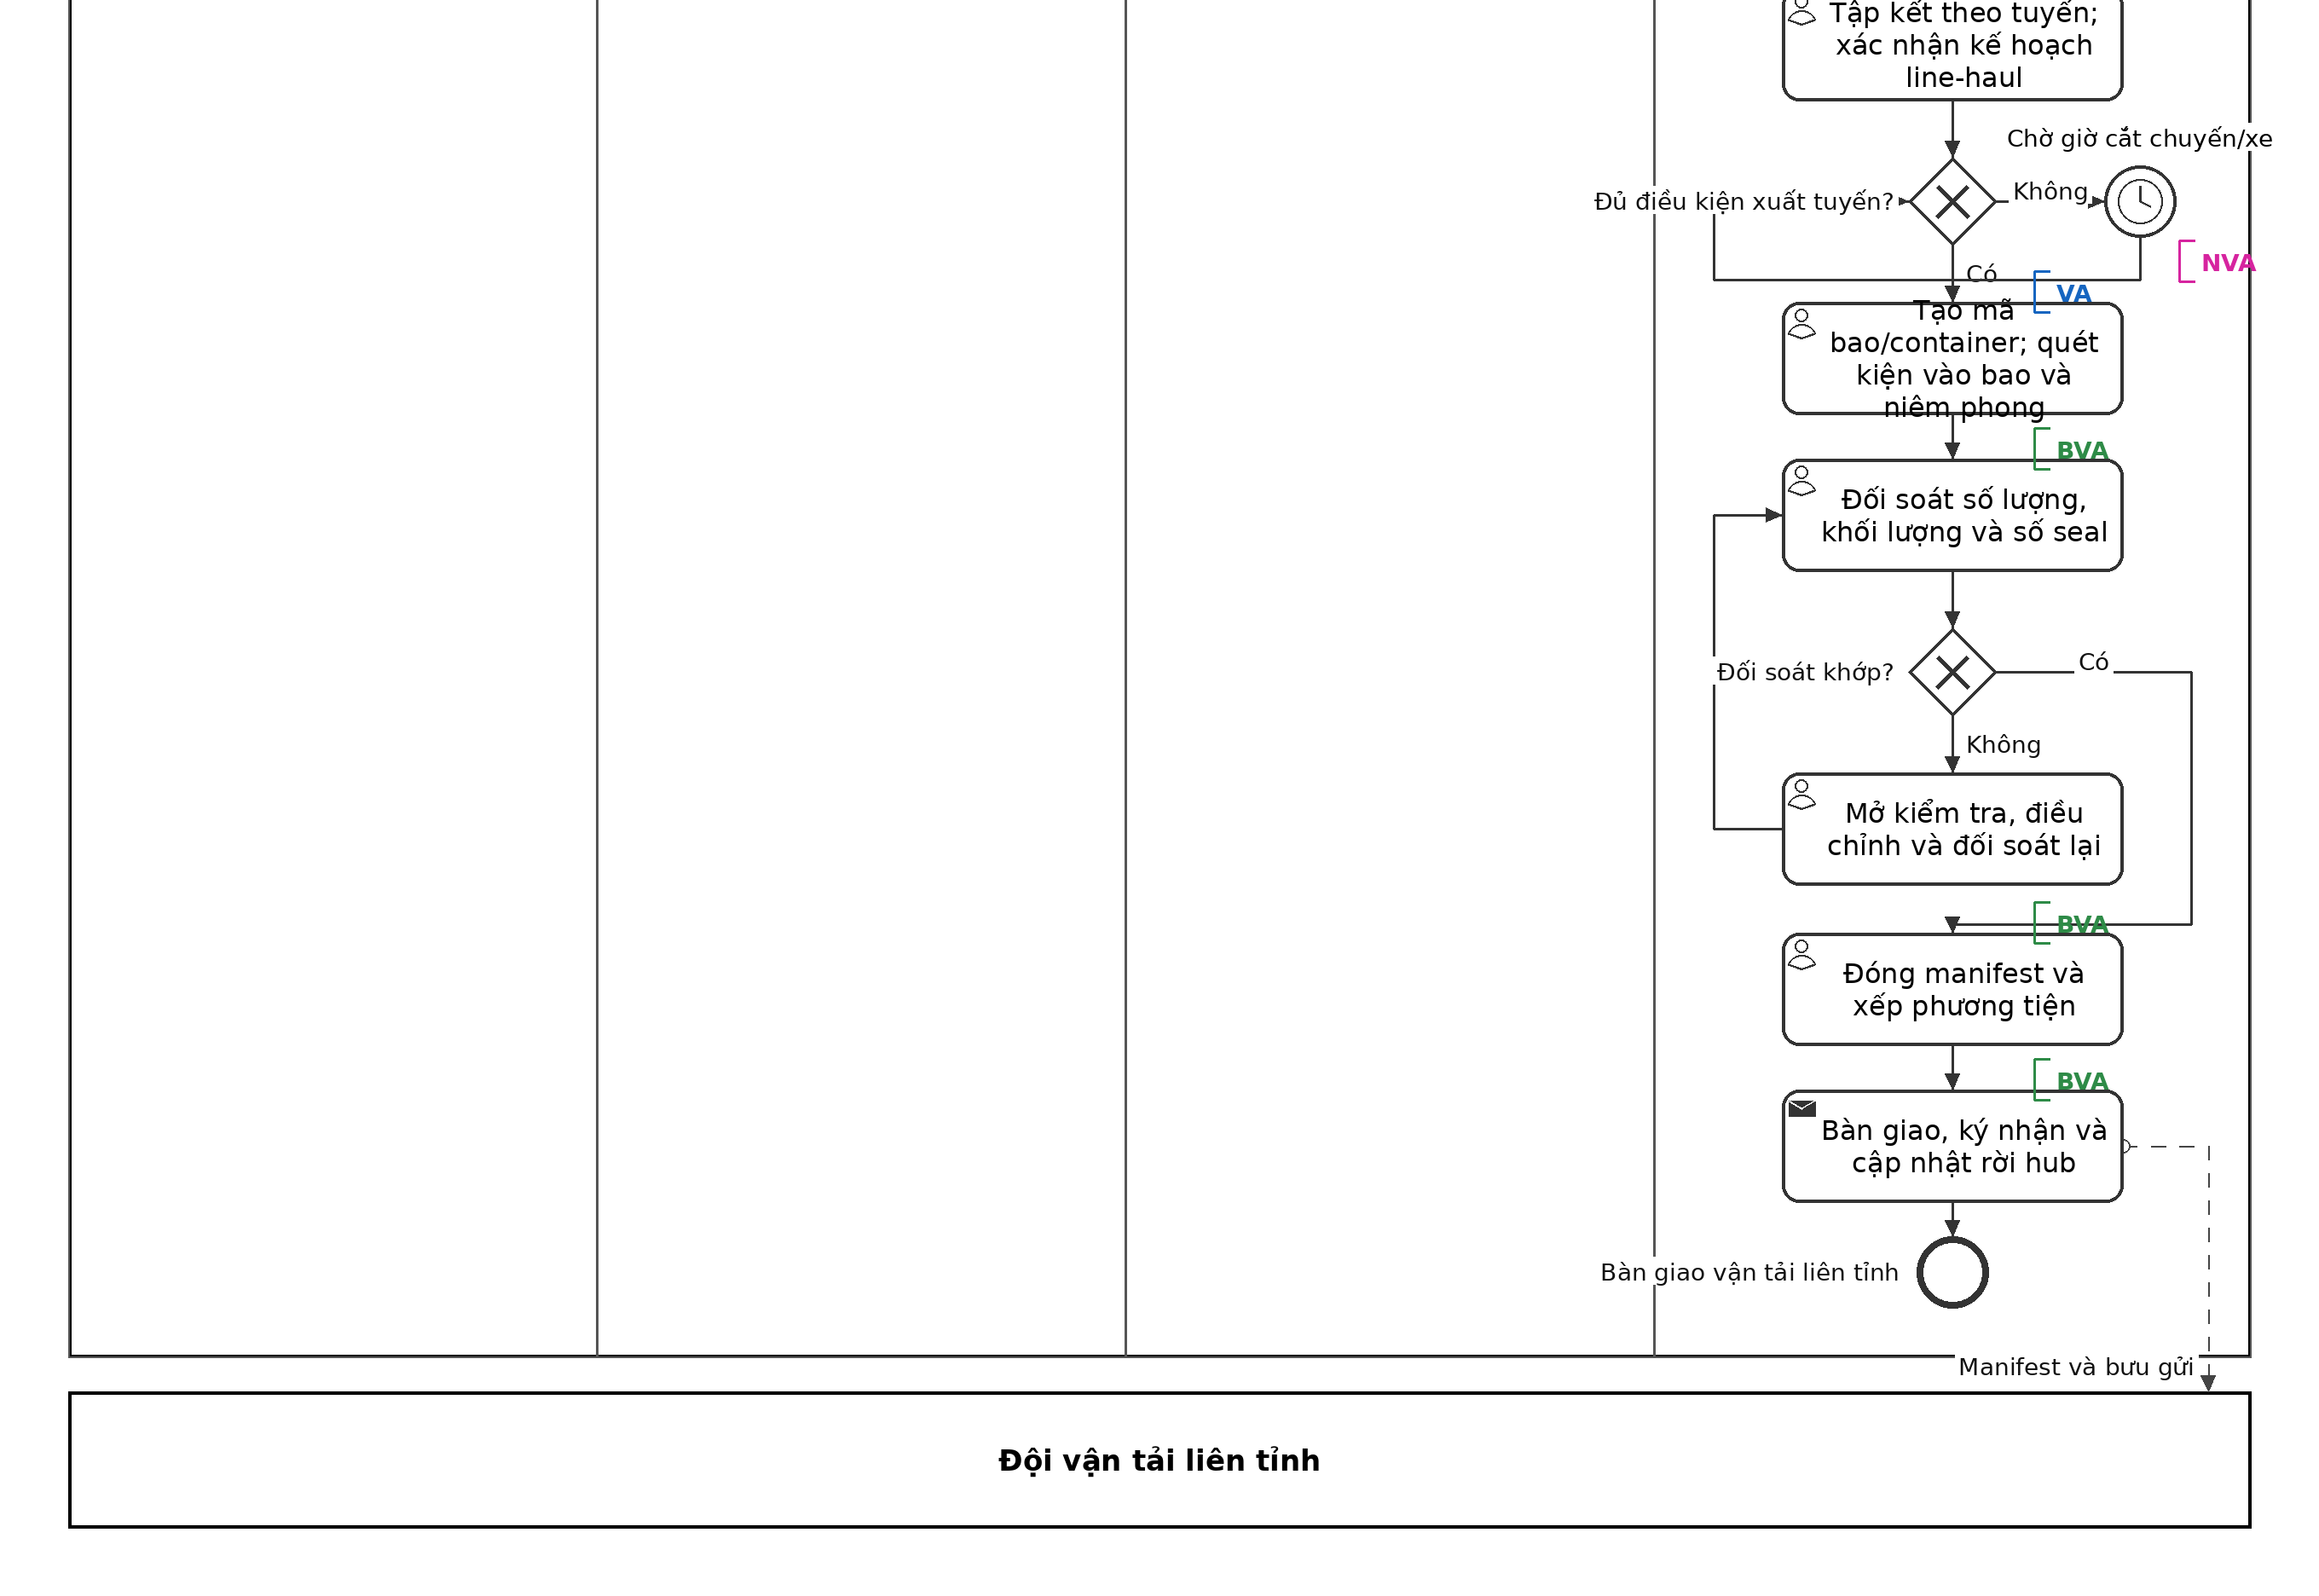 Tập kết theo tuyến;
xác nhận kế hoạch
line-haul
Chờ giờ cắt chuyến/xe
Đủ điều kiện xuất tuyến?
Không
NVA
Có
VA
Tạo mã
bao/container; quét
kiện vào bao và
niêm phong
BVA
Đối soát số lượng,
khối lượng và số seal
Đối soát khớp?
Có
Không
Mở kiểm tra, điều
chỉnh và đối soát lại
BVA
Đóng manifest và
xếp phương tiện
BVA
Bàn giao, ký nhận và
cập nhật rời hub
Bàn giao vận tải liên tỉnh
Manifest và bưu gửi
Đội vận tải liên tỉnh